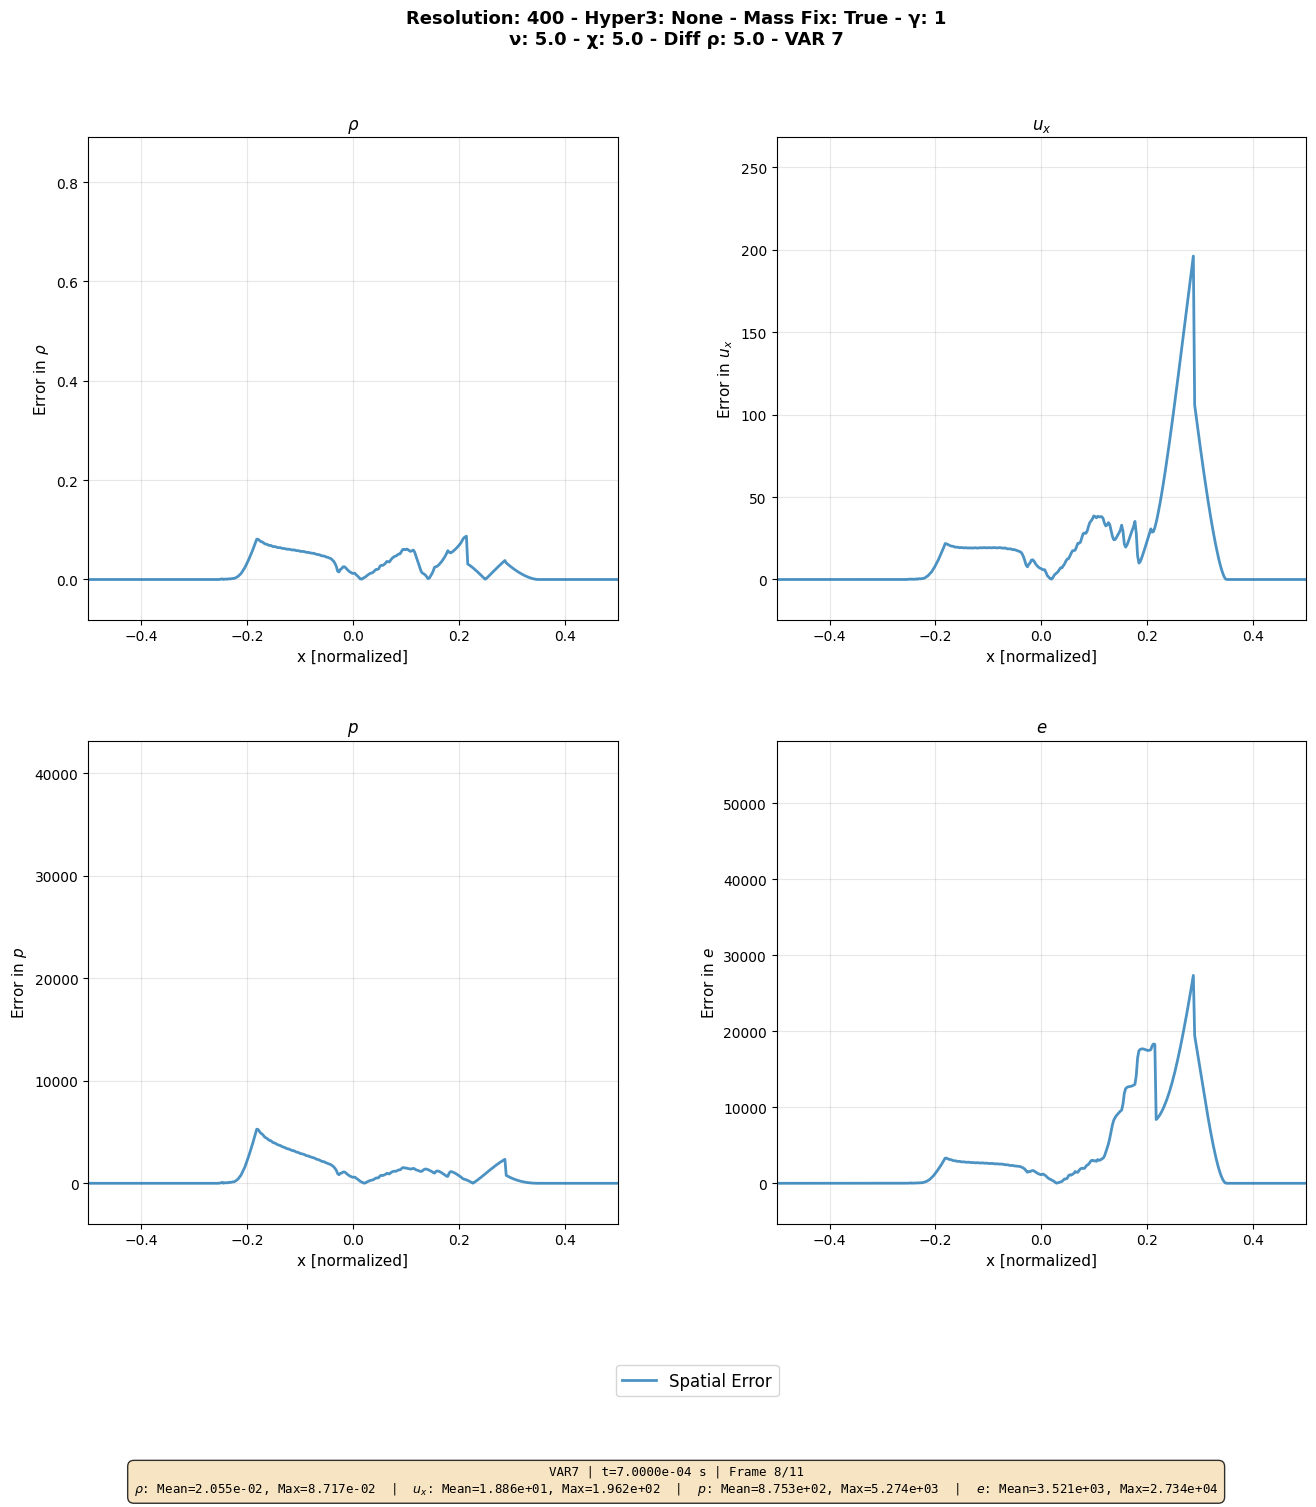 Resolution: 400 - Hyper3: None - Mass Fix: True - γ: 1
ν: 5.0 - χ: 5.0 - Diff ρ: 5.0 - VAR 7
ρ
0.8
0.6
0.4
0.2
0.0
Error in ρ
−0.4 −0.2 0.0 0.2 0.4
x [normalized]
u_x
250
200
150
100
50
0
Error in u_x
−0.4 −0.2 0.0 0.2 0.4
x [normalized]
p
40000
30000
20000
10000
0
Error in p
−0.4 −0.2 0.0 0.2 0.4
x [normalized]
e
50000
40000
30000
20000
10000
0
Error in e
−0.4 −0.2 0.0 0.2 0.4
x [normalized]
Spatial Error
VAR7 | t=7.0000e-04 s | Frame 8/11
ρ: Mean=2.055e-02, Max=8.717e-02 | u_x: Mean=1.886e+01, Max=1.962e+02 | p: Mean=8.753e+02, Max=5.274e+03 | e: Mean=3.521e+03, Max=2.734e+04